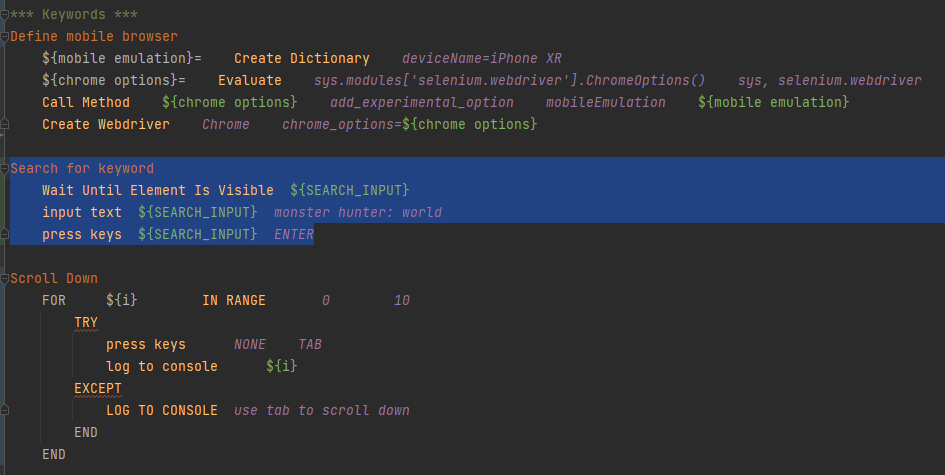 *** Keywords ***
Define mobile browser
    ${mobile emulation}=    Create Dictionary    deviceName=iPhone XR
    ${chrome options}=    Evaluate    sys.modules['selenium.webdriver'].ChromeOptions()    sys, selenium.webdriver
    Call Method    ${chrome options}    add_experimental_option    mobileEmulation    ${mobile emulation}
    Create Webdriver    Chrome    chrome_options=${chrome options}
Search for keyword
    Wait Until Element Is Visible  ${SEARCH_INPUT}
    input text  ${SEARCH_INPUT}  monster hunter: world
    press keys  ${SEARCH_INPUT}  ENTER
Scroll Down
    FOR     ${i}        IN RANGE       0        10
        TRY
            press keys      NONE    TAB
            log to console      ${i}
        EXCEPT
            LOG TO CONSOLE  use tab to scroll down
        END
    END